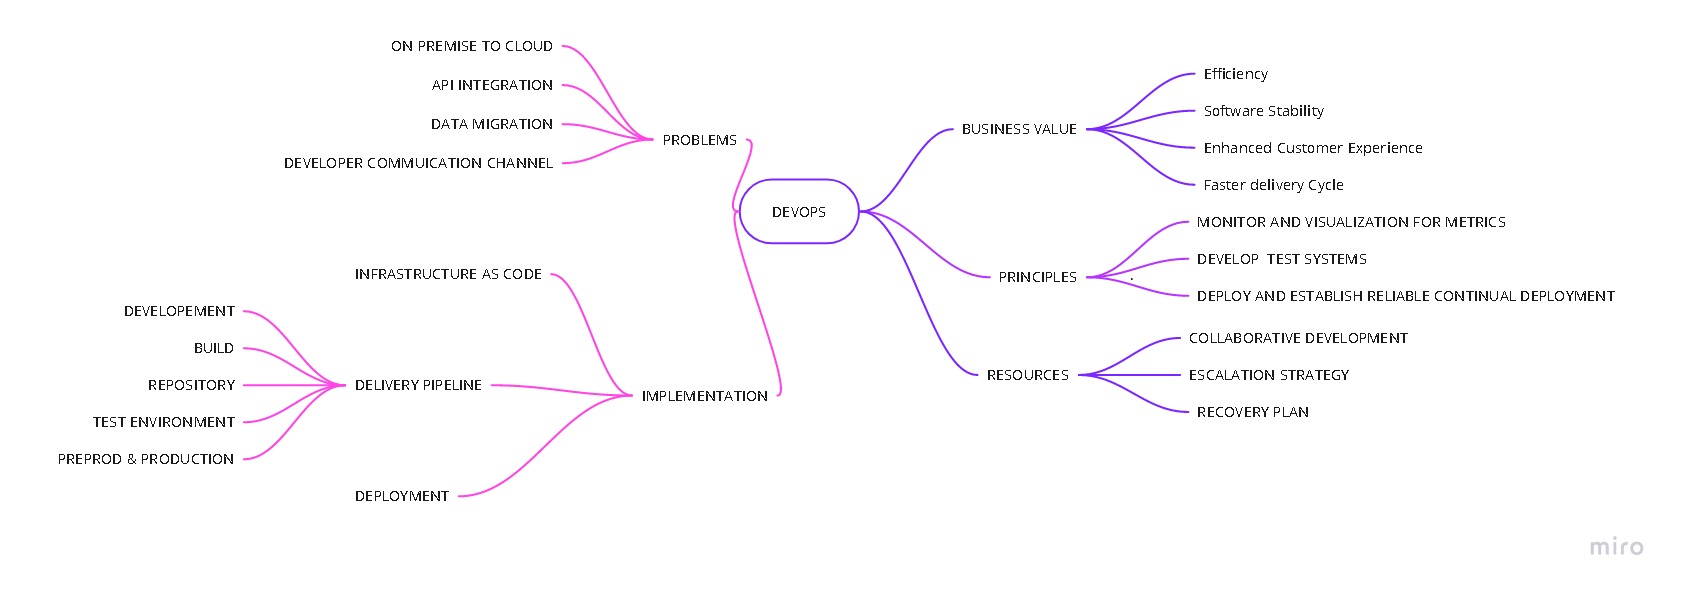 ON PREMISE TO CLOUD
API INTEGRATION
DATA MIGRATION
DEVELOPER COMMUICATION CHANNEL
PROBLEMS
DEVOPS
INFRASTRUCTURE AS CODE
DEVELOPEMENT
BUILD
REPOSITORY
TEST ENVIRONMENT
PREPROD & PRODUCTION
DELIVERY PIPELINE
IMPLEMENTATION
DEPLOYMENT
BUSINESS VALUE
Efficiency
Software Stability
Enhanced Customer Experience
Faster delivery Cycle
PRINCIPLES
MONITOR AND VISUALIZATION FOR METRICS
DEVELOP  TEST SYSTEMS
DEPLOY AND ESTABLISH RELIABLE CONTINUAL DEPLOYMENT
RESOURCES
COLLABORATIVE DEVELOPMENT
ESCALATION STRATEGY
RECOVERY PLAN
miro